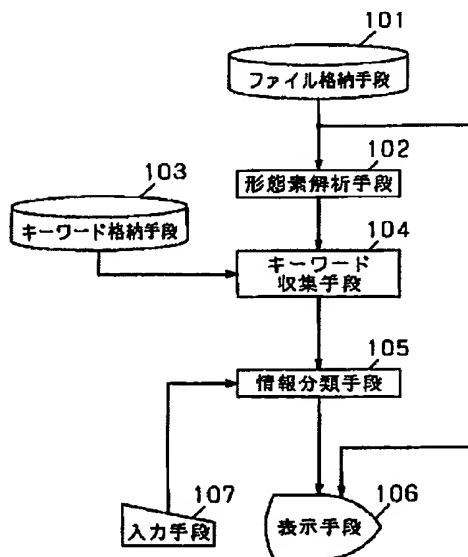 101
ファイル格納手段
102
形態素解析手段
103
キーワード格納手段
104
キーワード
収集手段
105
情報分類手段
107
入力手段
106
表示手段